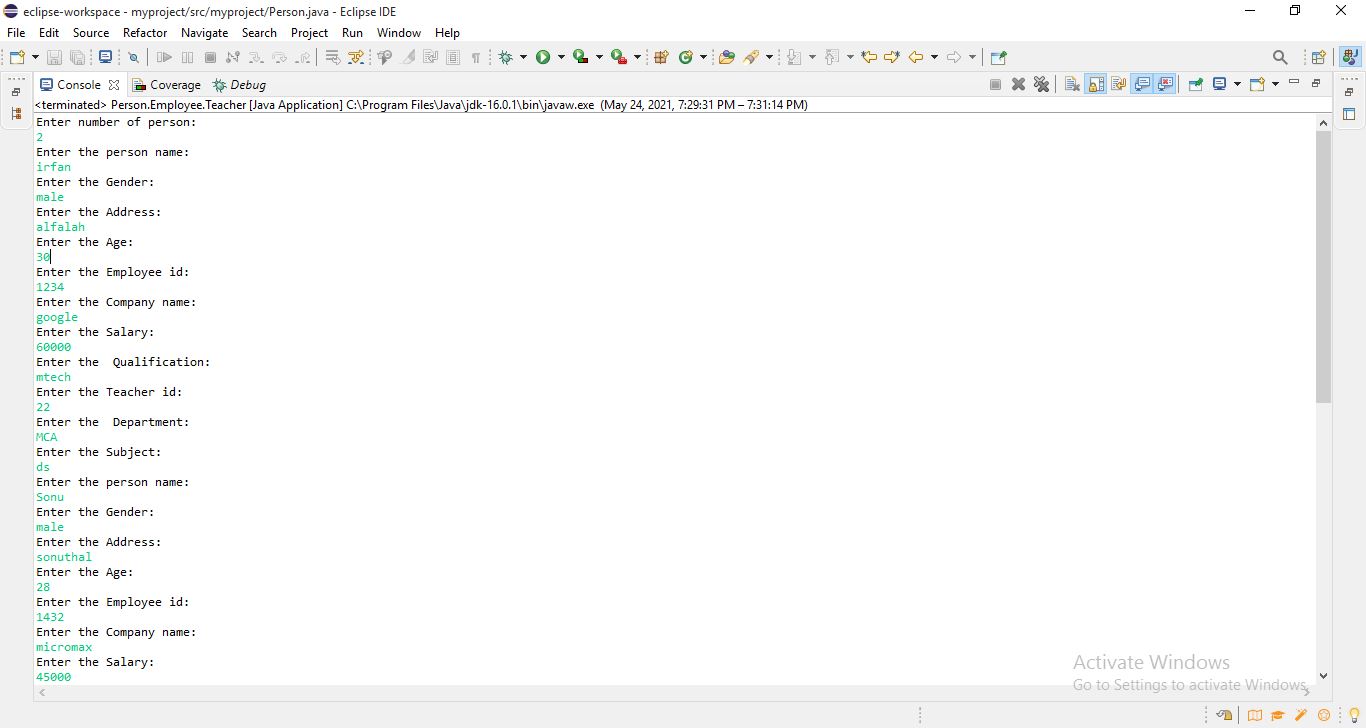 eclipse-workspace - myproject/src/myproject/Person.java - Eclipse IDE
File Edit Source Refactor Navigate Search Project Run Window Help
Console Coverage Debug
<terminated> Person.Employee.Teacher [Java Application] C:\Program Files\Java\jdk-16.0.1\bin\javaw.exe (May 24, 2021, 7:29:31 PM – 7:31:14 PM)
Enter number of person:
2
Enter the person name:
irfan
Enter the Gender:
male
Enter the Address:
alfalah
Enter the Age:
30
Enter the Employee id:
1234
Enter the Company name:
google
Enter the Salary:
60000
Enter the  Qualification:
mtech
Enter the Teacher id:
22
Enter the  Department:
MCA
Enter the Subject:
ds
Enter the person name:
Sonu
Enter the Gender:
male
Enter the Address:
sonuthal
Enter the Age:
28
Enter the Employee id:
1432
Enter the Company name:
micromax
Enter the Salary:
45000
Activate Windows
Go to Settings to activate Windows.